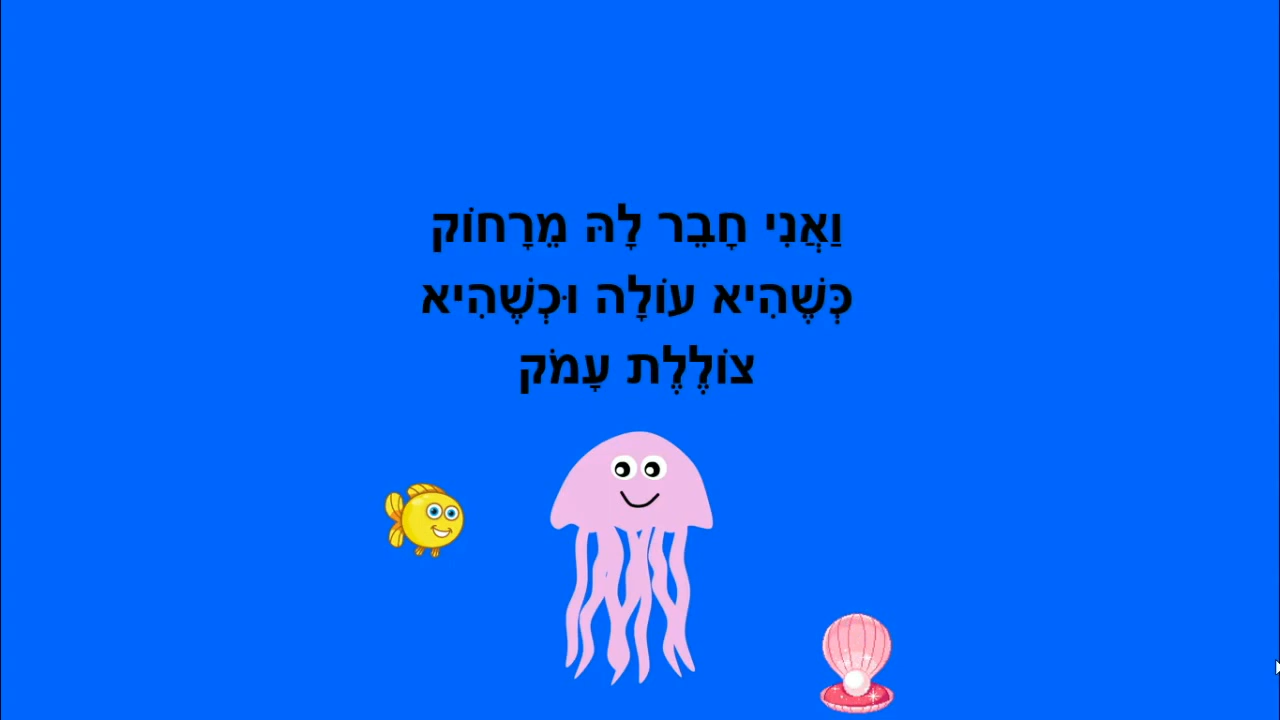 וַאֲנִי חָבֵר לָהּ מֵרָחוֹק
כְּשֶׁהִיא עוֹלָה וּכְשֶׁהִיא
צוֹלֶלֶת עָמֹק